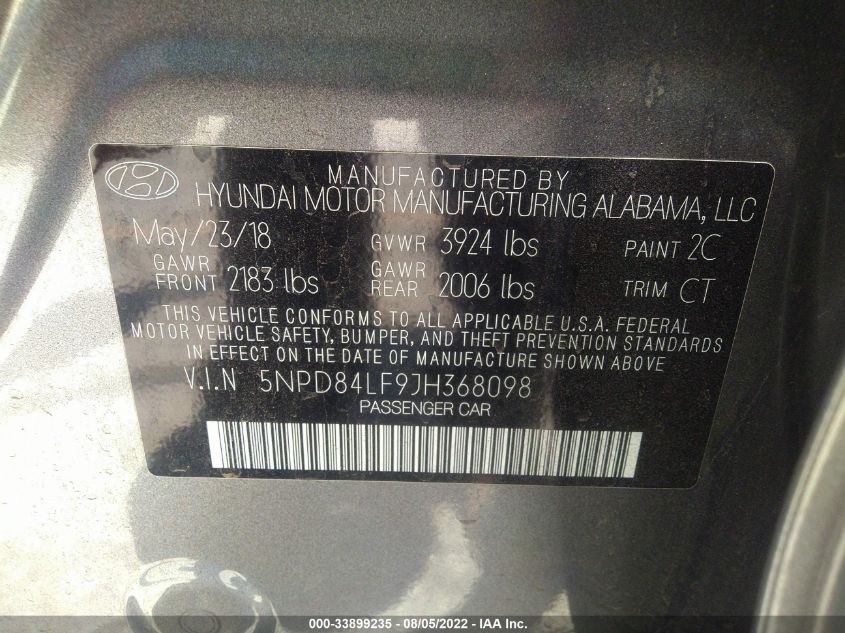 MANUFACTURED BY
HYUNDAI MOTOR MANUFACTURING ALABAMA, LLC
May/23/18 GVWR 3924 lbs PAINT 2C
GAWR FRONT 2183 lbs GAWR REAR 2006 lbs TRIM CT
THIS VEHICLE CONFORMS TO ALL APPLICABLE U.S.A. FEDERAL
MOTOR VEHICLE SAFETY, BUMPER, AND THEFT PREVENTION STANDARDS
IN EFFECT ON THE DATE OF MANUFACTURE SHOWN ABOVE
V.I.N 5NPD84LF9JH368098
PASSENGER CAR
000-33899235 - 08/05/2022 - IAA Inc.